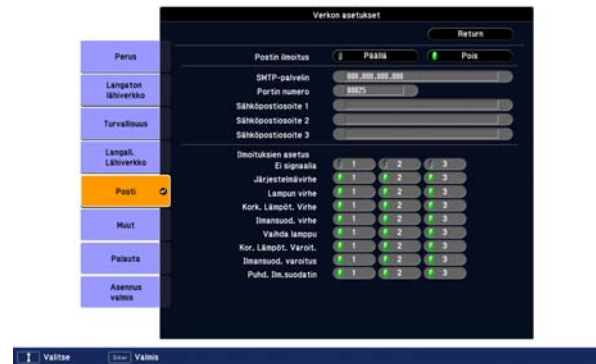 Verkon asetukset
Return
Perus
Langaton
lähiverkko
Turvallisuus
Langall.
Lähiverkko
Posti
Muut
Palauta
Asennus
valmis
Postin ilmoitus Päällä Pois
SMTP-palvelin 000.000.000.000
Portin numero 00025
Sähköpostiosoite 1
Sähköpostiosoite 2
Sähköpostiosoite 3
Ilmoituksien asetus
Ei signaalia 1 2 3
Järjestelmävirhe 1 2 3
Lampun virhe 1 2 3
Kork. Lämpöt. Virhe 1 2 3
Ilmansuod. virhe 1 2 3
Vaihda lamppu 1 2 3
Kor. Lämpöt. Varoit. 1 2 3
Ilmansuod. varoitus 1 2 3
Puhd. Ilm.suodatin 1 2 3
Valitse Enter Valmis